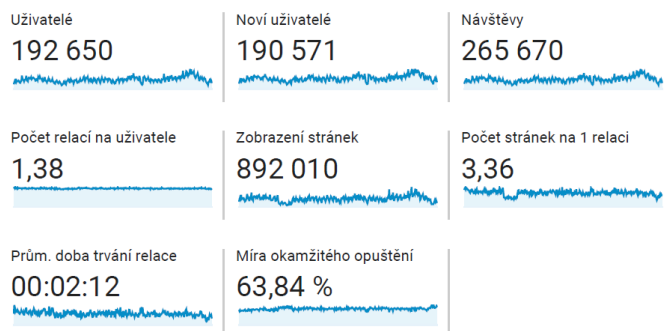 Uživatelé
192 650
Noví uživatelé
190 571
Návštěvy
265 670
Počet relací na uživatele
1,38
Zobrazení stránek
892 010
Počet stránek na 1 relaci
3,36
Prům. doba trvání relace
00:02:12
Míra okamžitého opuštění
63,84 %